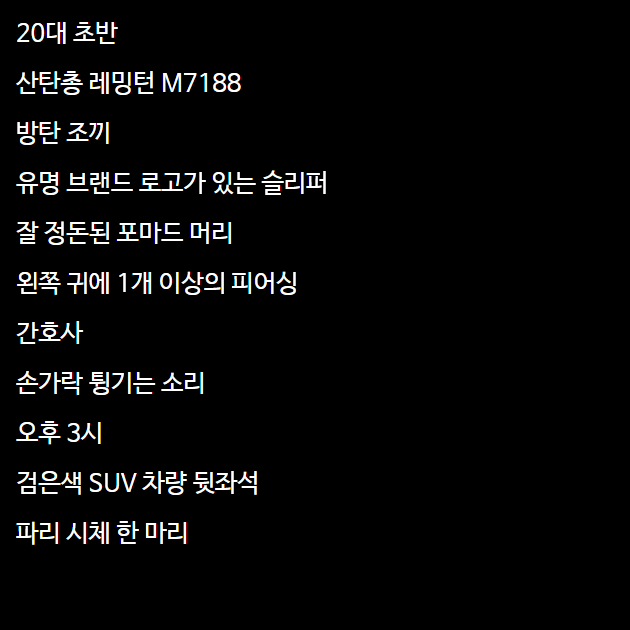 20대 초반
산탄총 레밍턴 M7188
방탄 조끼
유명 브랜드 로고가 있는 슬리퍼
잘 정돈된 포마드 머리
왼쪽 귀에 1개 이상의 피어싱
간호사
손가락 튕기는 소리
오후 3시
검은색 SUV 차량 뒷좌석
파리 시체 한 마리